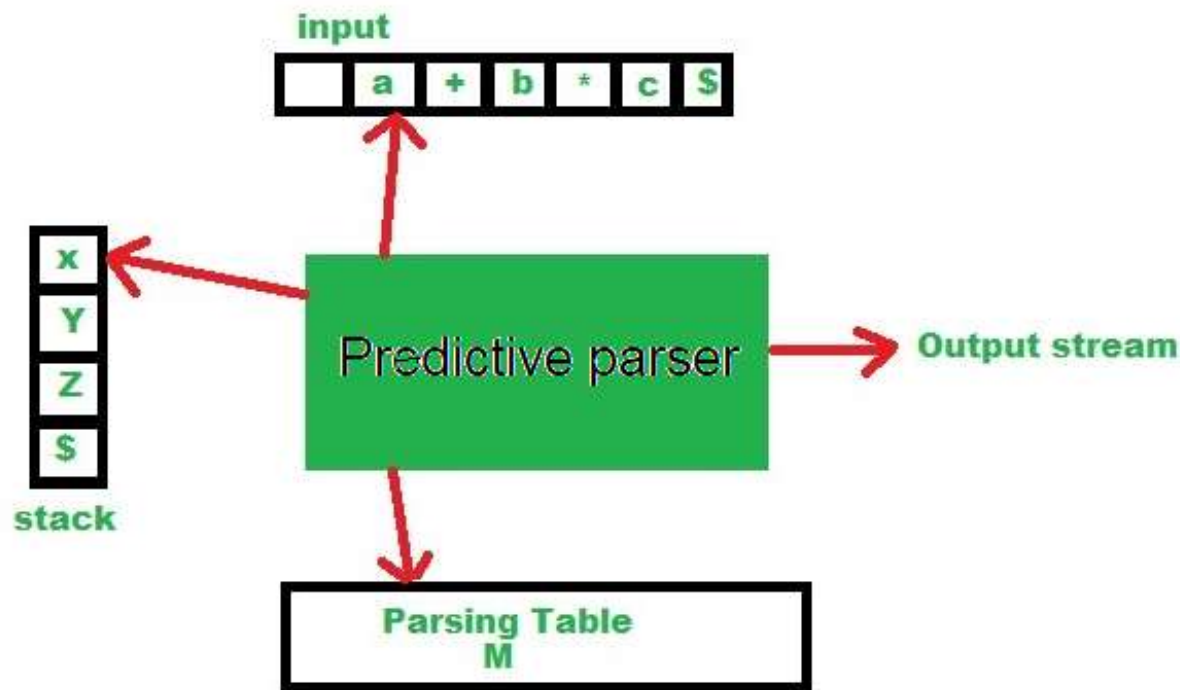 input
a + b * c $
x
Y
Z
$
stack
Predictive parser
Output stream
Parsing Table
M